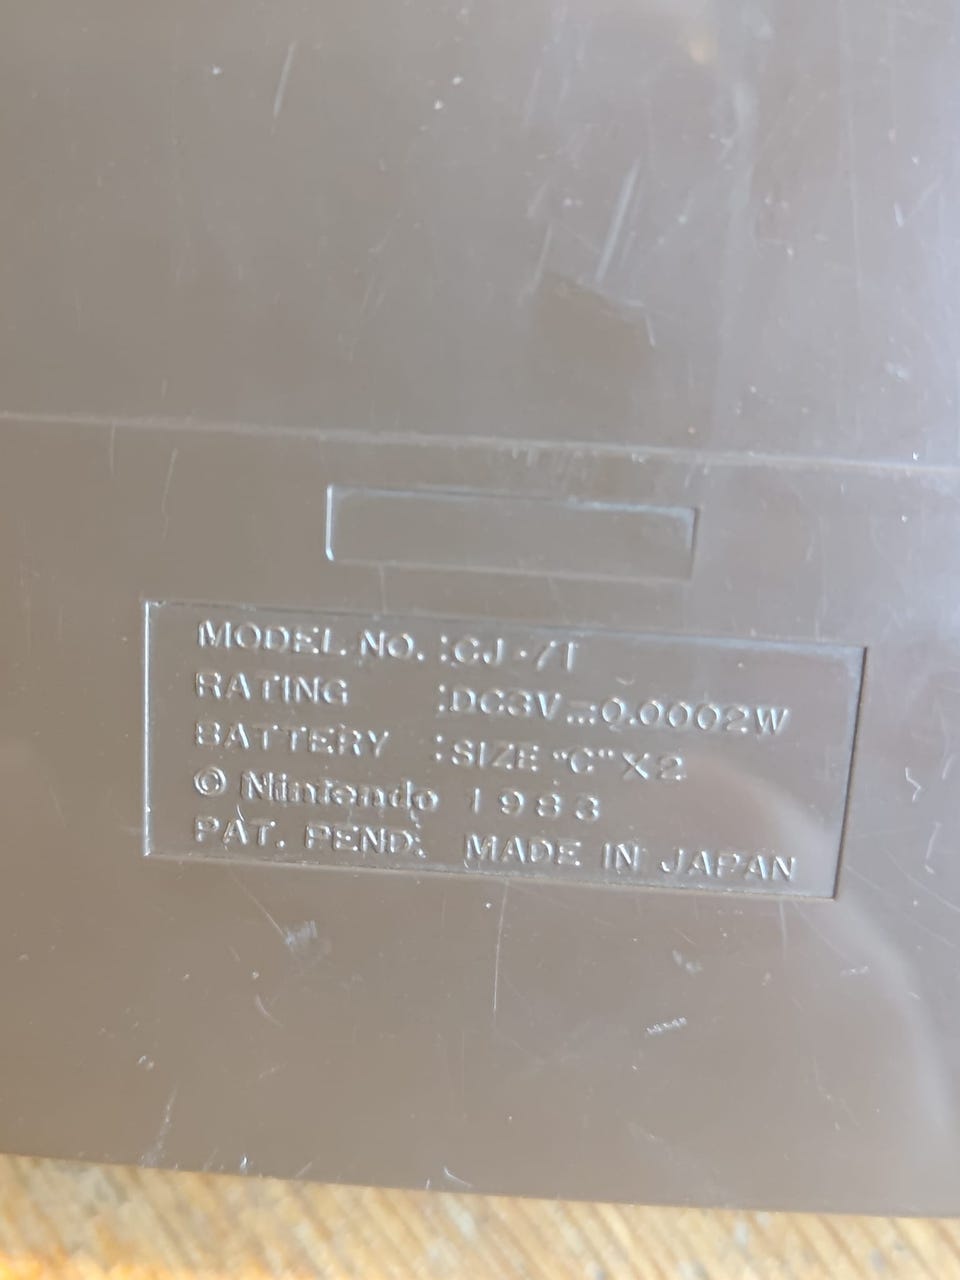 MODEL NO. :CJ-71
RATING :DC3V⎓0.0002W
BATTERY :SIZE "C" X2
© Nintendo 1983
PAT. PEND. MADE IN JAPAN